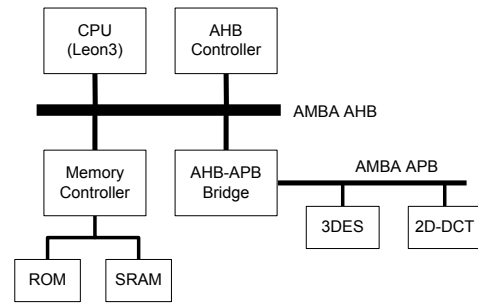 CPU
(Leon3)
AHB
Controller
AMBA AHB
Memory
Controller
AHB-APB
Bridge
AMBA APB
3DES
2D-DCT
ROM
SRAM